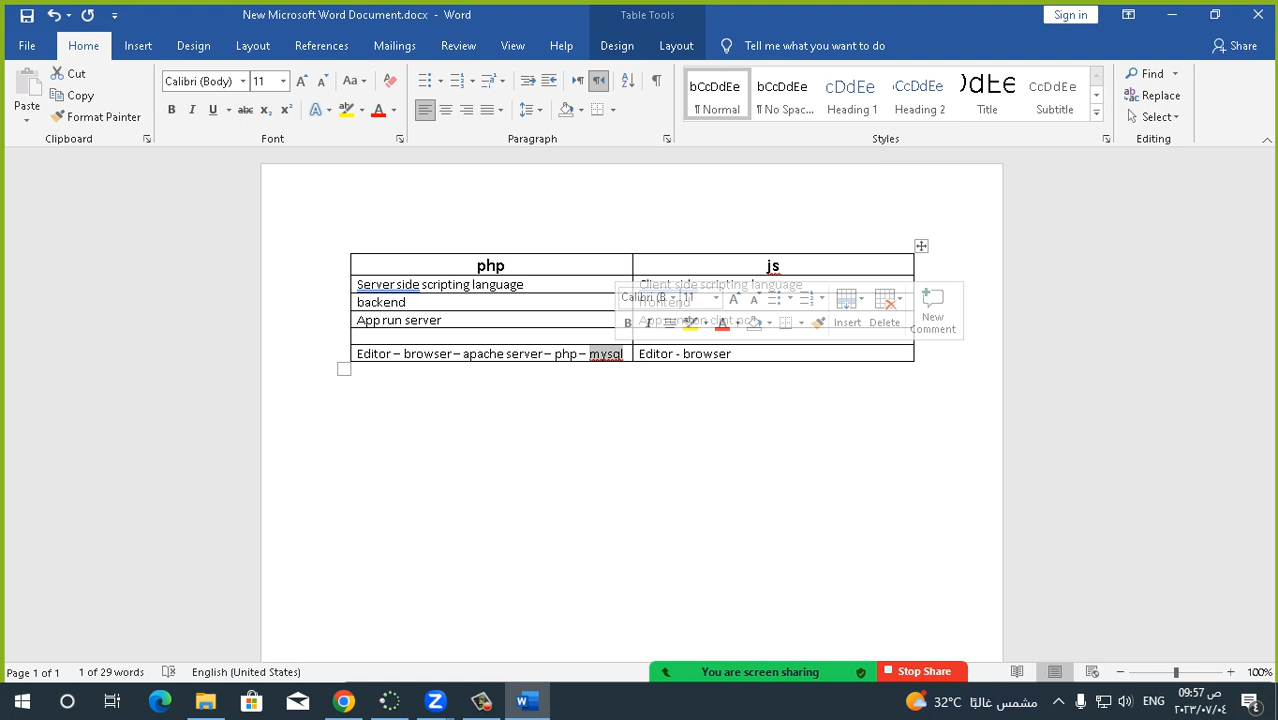 New Microsoft Word Document.docx - Word
Table Tools
Sign in
File Home Insert Design Layout References Mailings Review View Help Design Layout Tell me what you want to do Share
Paste
Cut
Copy
Format Painter
Clipboard
Calibri (Body) 11
Font
Paragraph
bCcDdEe bCcDdEe cCcDdEe cCcDdEe CcDdEe
¶ Normal ¶ No Spac... Heading 1 Heading 2 Title Subtitle
Styles
Find
Replace
Select
Editing
php js
Server side scripting language Client side scripting language
backend frontend
App run server
Editor – browser – apache server – php – mysql Editor - browser
Calibri (B 11
Insert Delete New Comment
Page 1 of 1 1 of 29 words English (United States)
You are screen sharing Stop Share
100%
32°C مشمس غالبًا
ENG
09:57 ص
٢٠٢٣/٠٧/٠٤